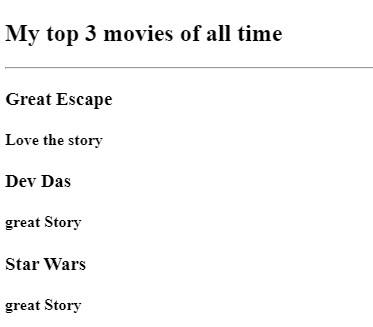 My top 3 movies of all time
Great Escape
Love the story
Dev Das
great Story
Star Wars
great Story